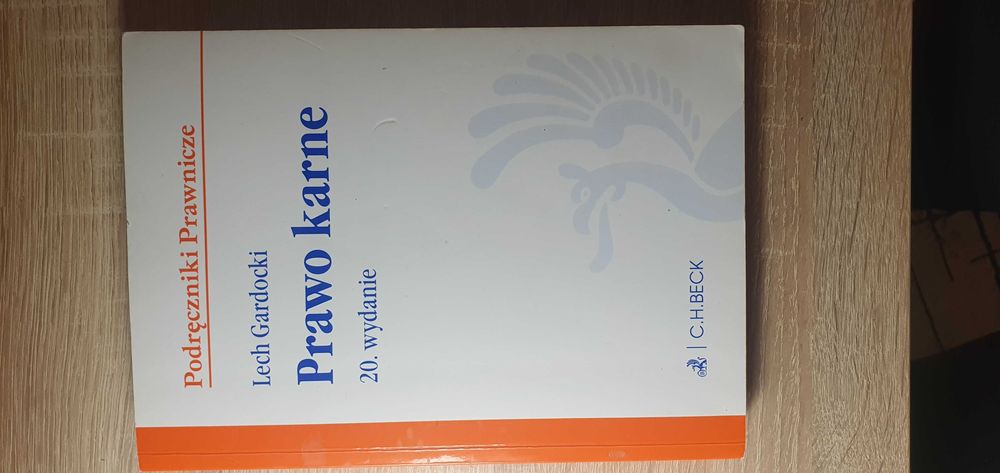 Podręczniki Prawnicze
Lech Gardocki
Prawo karne
20. wydanie
C.H.BECK